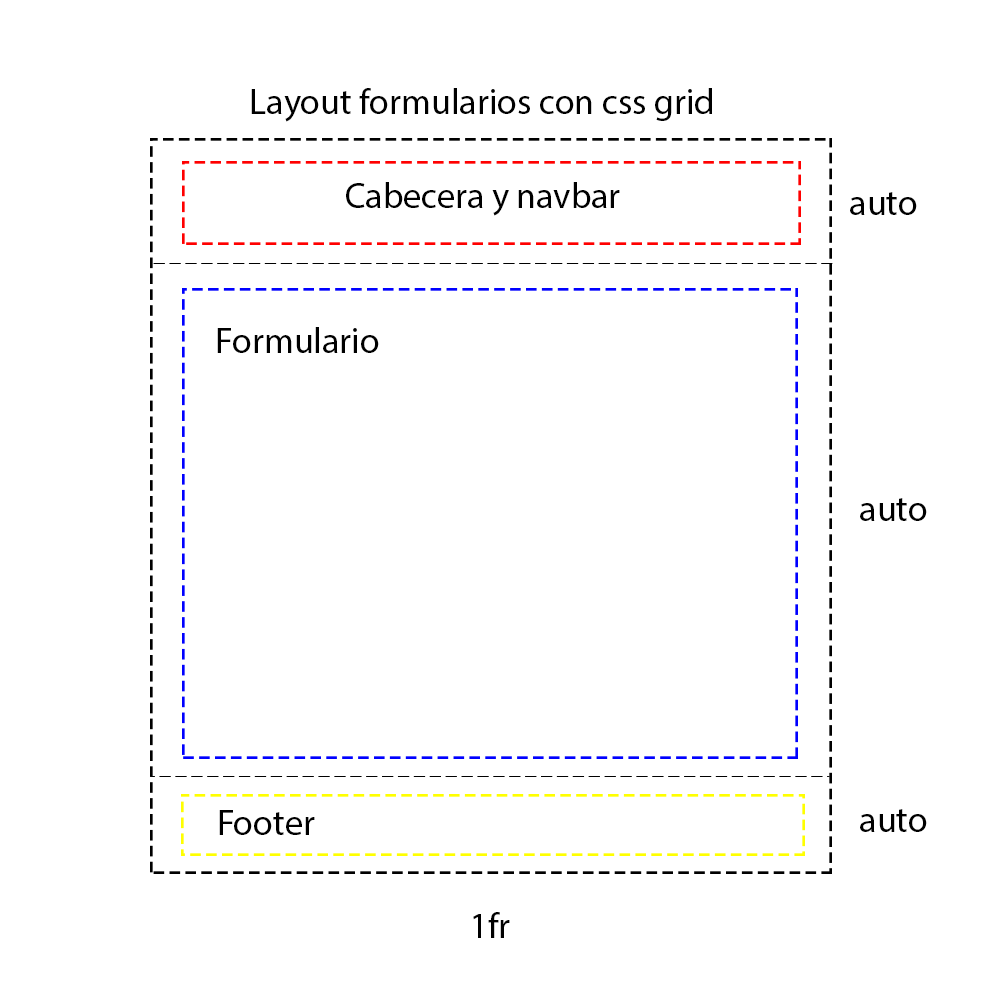 Layout formularios con css grid
Cabecera y navbar
auto
Formulario
auto
Footer
auto
1fr